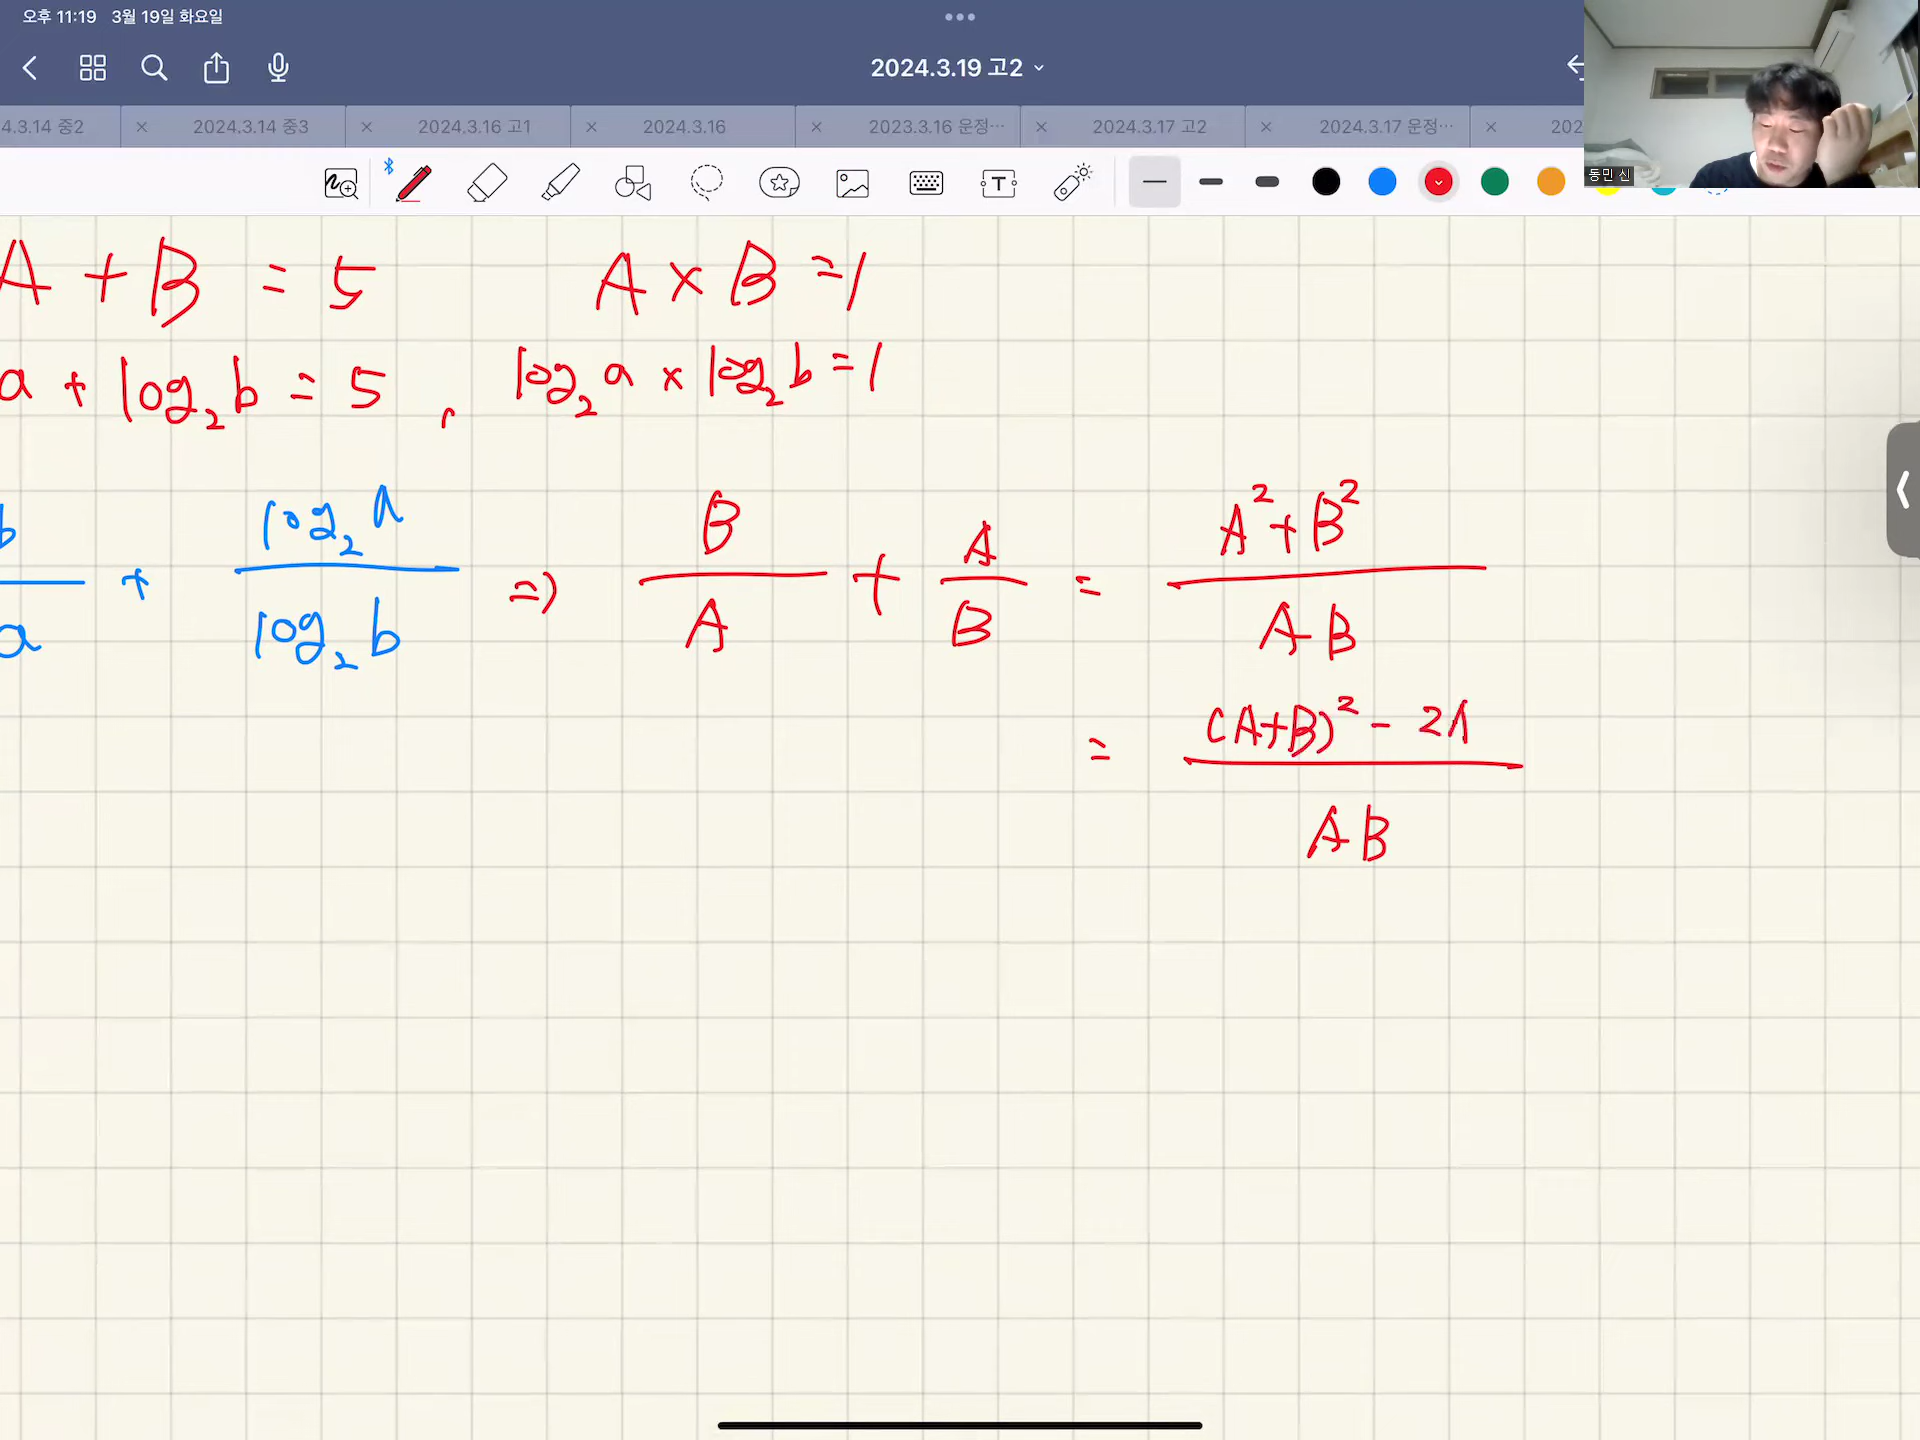 오후 11:19 3월 19일 화요일
2024.3.19 고2
4.3.14 중2 2024.3.14 중3 2024.3.16 고1 2024.3.16 2023.3.16 운정… 2024.3.17 고2 2024.3.17 운정… 202
동민 신
A + B = 5 A × B = 1
a + log₂b = 5 , log₂a × log₂b = 1
b/a + log₂a/log₂b ⇒ B/A + A/B = A²+B²/AB
= (A+B)² - 2A/AB